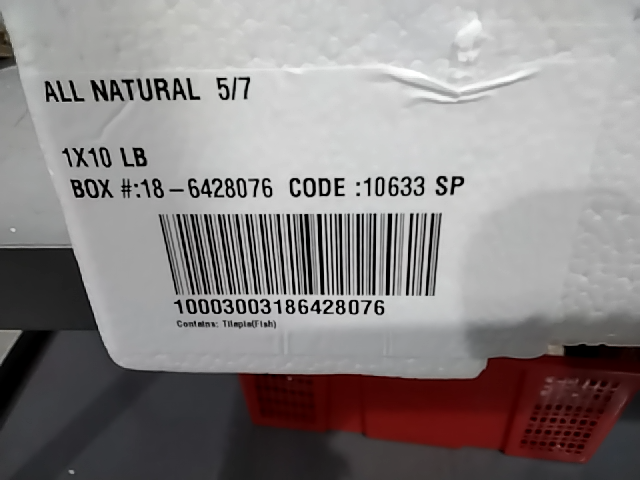 ALL NATURAL 5/7
1X10 LB
BOX #:18-6428076 CODE :10633 SP
10003003186428076
Contains: Tilapia(Fish)